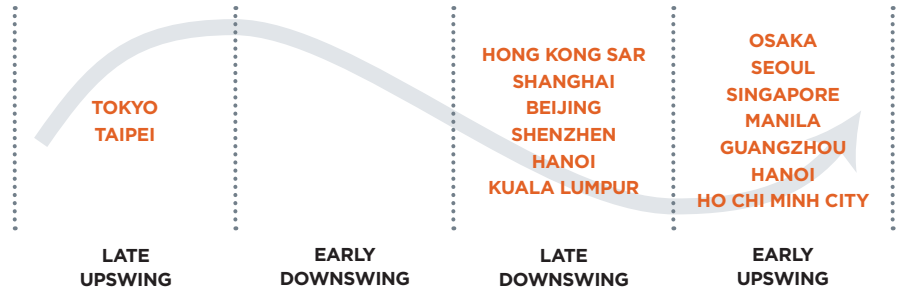 TOKYO
TAIPEI
HONG KONG SAR
SHANGHAI
BEIJING
SHENZHEN
HANOI
KUALA LUMPUR
OSAKA
SEOUL
SINGAPORE
MANILA
GUANGZHOU
HANOI
HO CHI MINH CITY
LATE
UPSWING
EARLY
DOWNSWING
LATE
DOWNSWING
EARLY
UPSWING